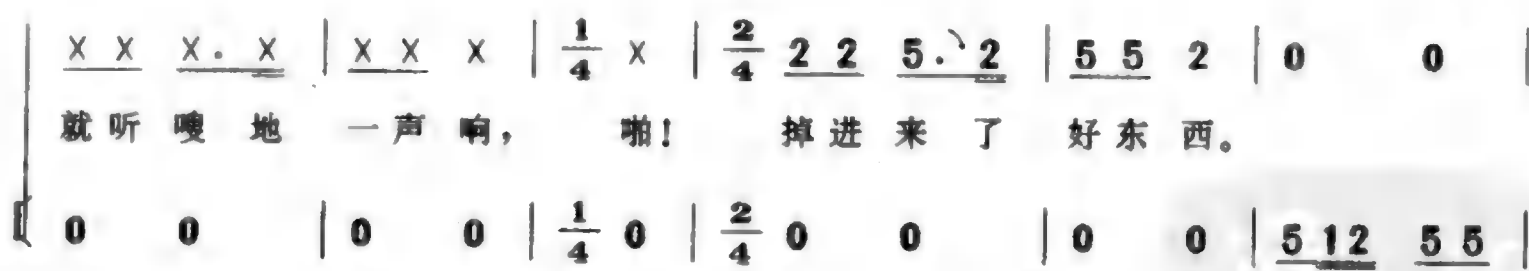 X X X. X | X X X | 1/4 X | 2/4 2 2 5. 2 | 5 5 2 | 0 0 |
就听嗖地 一声响， 啪！ 掉进来了 好东西。
0 0 | 0 0 | 1/4 0 | 2/4 0 0 | 0 0 | 5 12 5 5 |